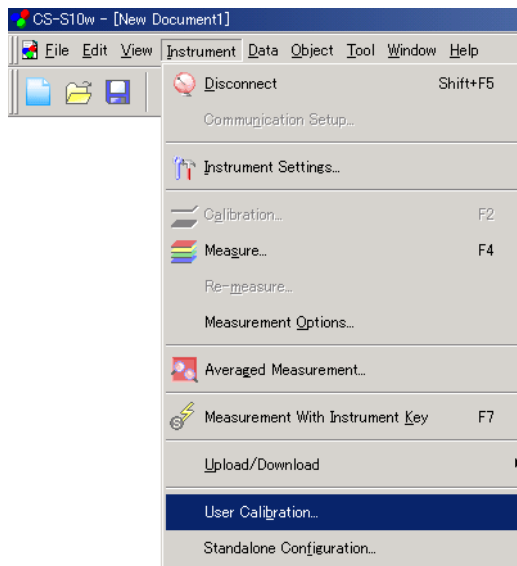 CS-S10w - [New Document1]
File Edit View Instrument Data Object Tool Window Help
Disconnect Shift+F5
Communication Setup...
Instrument Settings...
Calibration... F2
Measure... F4
Re-measure...
Measurement Options...
Averaged Measurement...
Measurement With Instrument Key F7
Upload/Download
User Calibration...
Standalone Configuration...